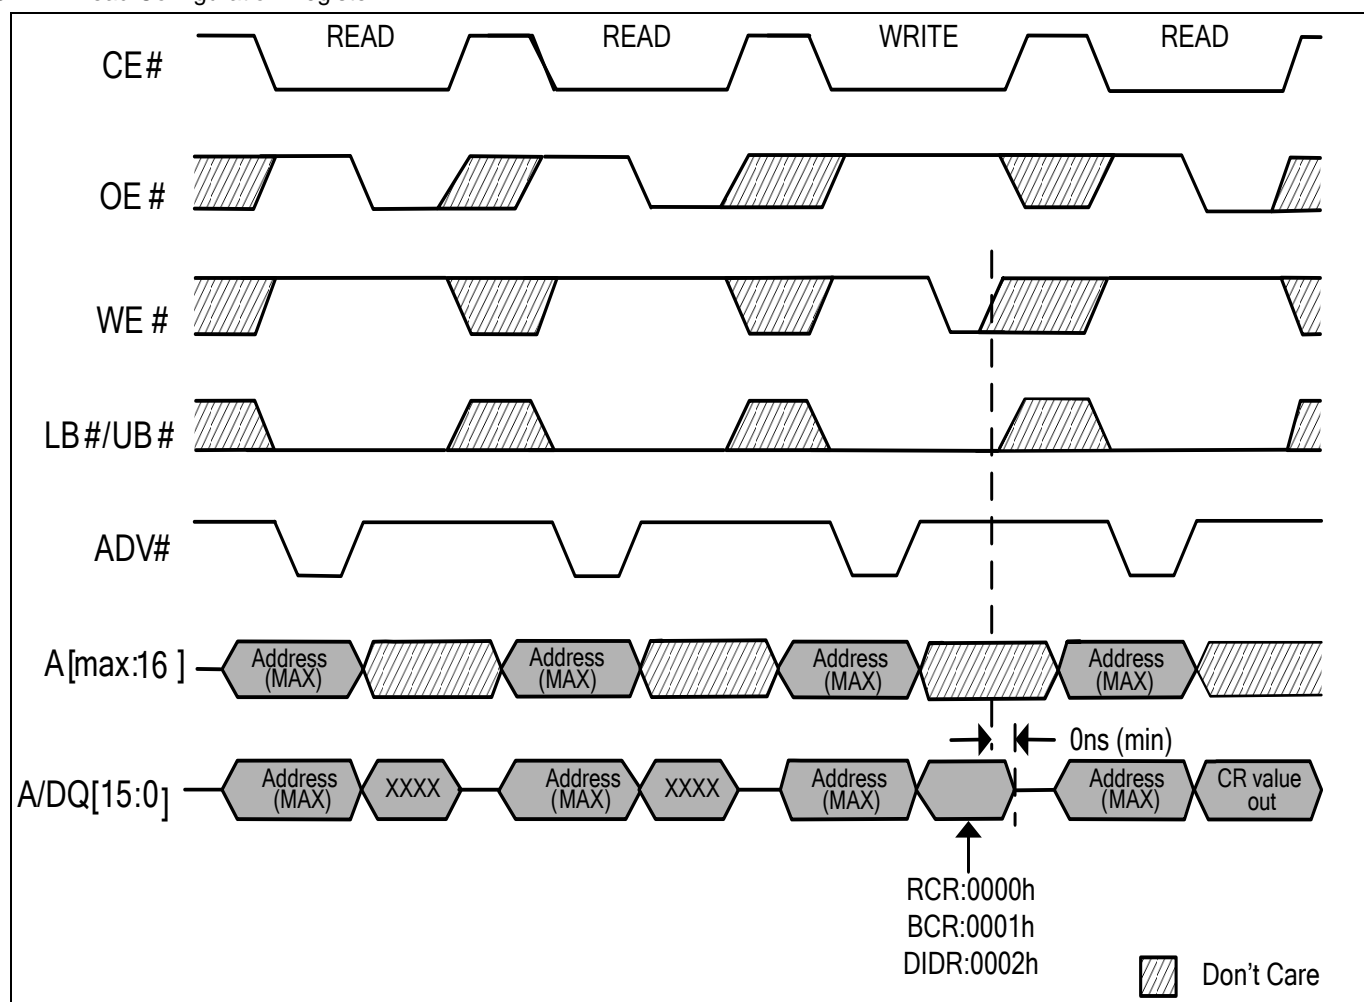 READ READ WRITE READ
CE#
OE #
WE #
LB #/UB #
ADV#
A[max:16 ]
Address
(MAX)
Address
(MAX)
Address
(MAX)
Address
(MAX)
0ns (min)
A/DQ[15:0]
Address
(MAX)
XXXX
Address
(MAX)
XXXX
Address
(MAX)
Address
(MAX)
CR value
out
RCR:0000h
BCR:0001h
DIDR:0002h
Don't Care